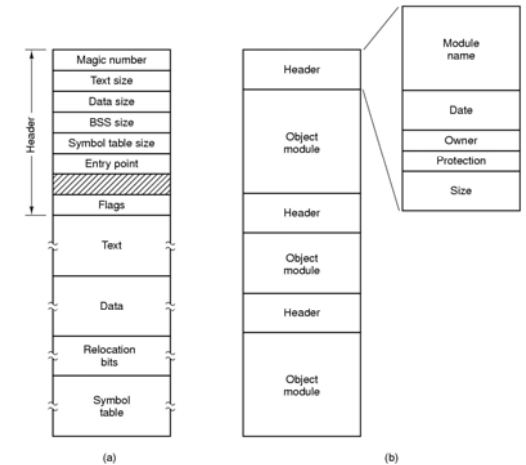 Header
Magic number
Text size
Data size
BSS size
Symbol table size
Entry point
Flags
Text
Data
Relocation
bits
Symbol
table
(a)
Header
Object
module
Header
Object
module
Header
Object
module
Module
name
Date
Owner
Protection
Size
(b)